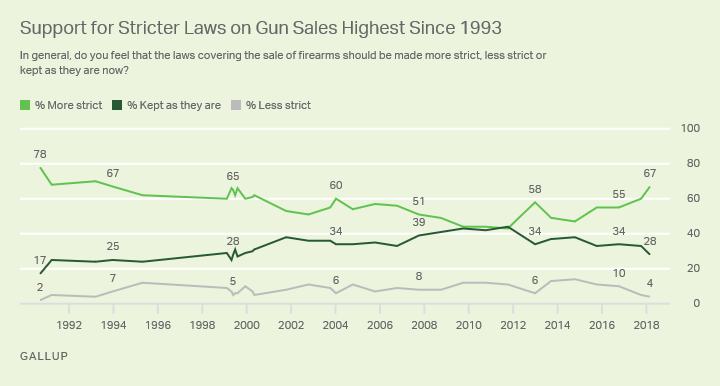 Support for Stricter Laws on Gun Sales Highest Since 1993
In general, do you feel that the laws covering the sale of firearms should be made more strict, less strict or
kept as they are now?
% More strict % Kept as they are % Less strict
100
78 67 65 60 51 58 55 67
80
60
39
40
17 25 28 34 34 34 28
20
2 7 5 6 8 6 10 4
0
1992 1994 1996 1998 2000 2002 2004 2006 2008 2010 2012 2014 2016 2018
GALLUP